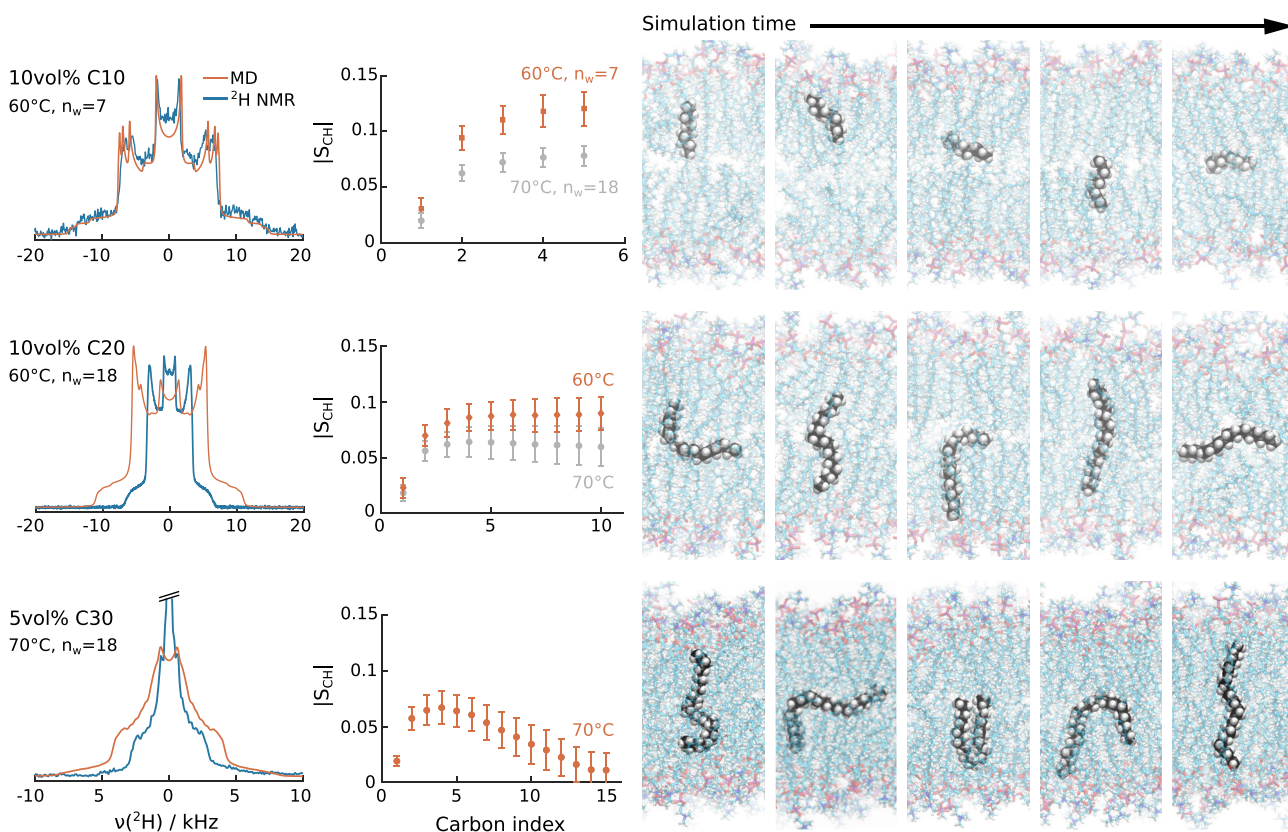 Simulation time
10vol% C10
60°C, n_w=7
MD
²H NMR
-20 -10 0 10 20
|S_CH|
0.15
0.1
0.05
0
60°C, n_w=7
70°C, n_w=18
0 2 4 6
10vol% C20
60°C, n_w=18
-20 -10 0 10 20
|S_CH|
0.15
0.1
0.05
0
60°C
70°C
0 5 10
5vol% C30
70°C, n_w=18
-10 -5 0 5 10
ν(²H) / kHz
|S_CH|
0.15
0.1
0.05
0
70°C
0 5 10 15
Carbon index